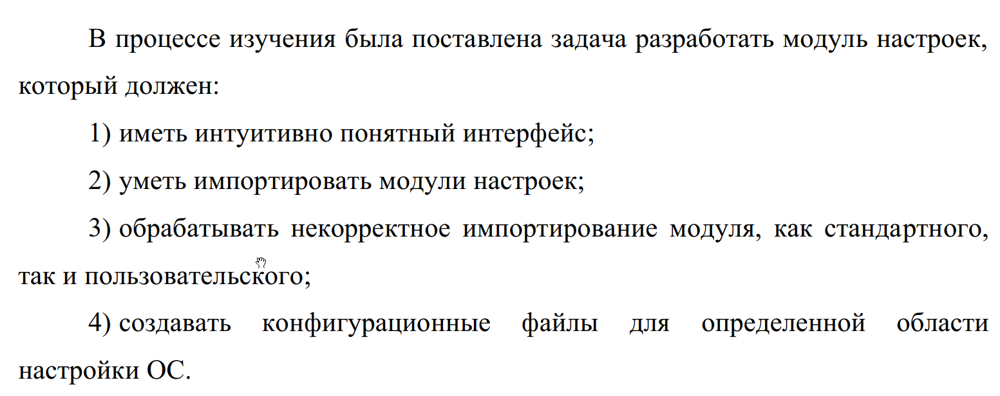 В процессе изучения была поставлена задача разработать модуль настроек,
который должен:
1) иметь интуитивно понятный интерфейс;
2) уметь импортировать модули настроек;
3) обрабатывать некорректное импортирование модуля, как стандартного,
так и пользовательского;
4) создавать конфигурационные файлы для определенной области
настройки ОС.